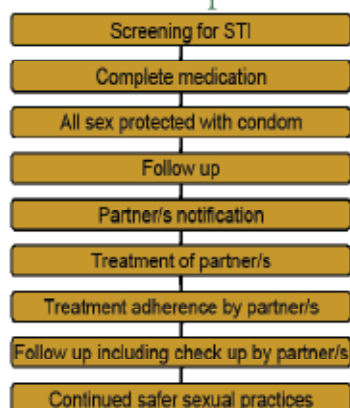 Screening for STI
Complete medication
All sex protected with condom
Follow up
Partner/s notification
Treatment of partner/s
Treatment adherence by partner/s
Follow up including check up by partner/s
Continued safer sexual practices